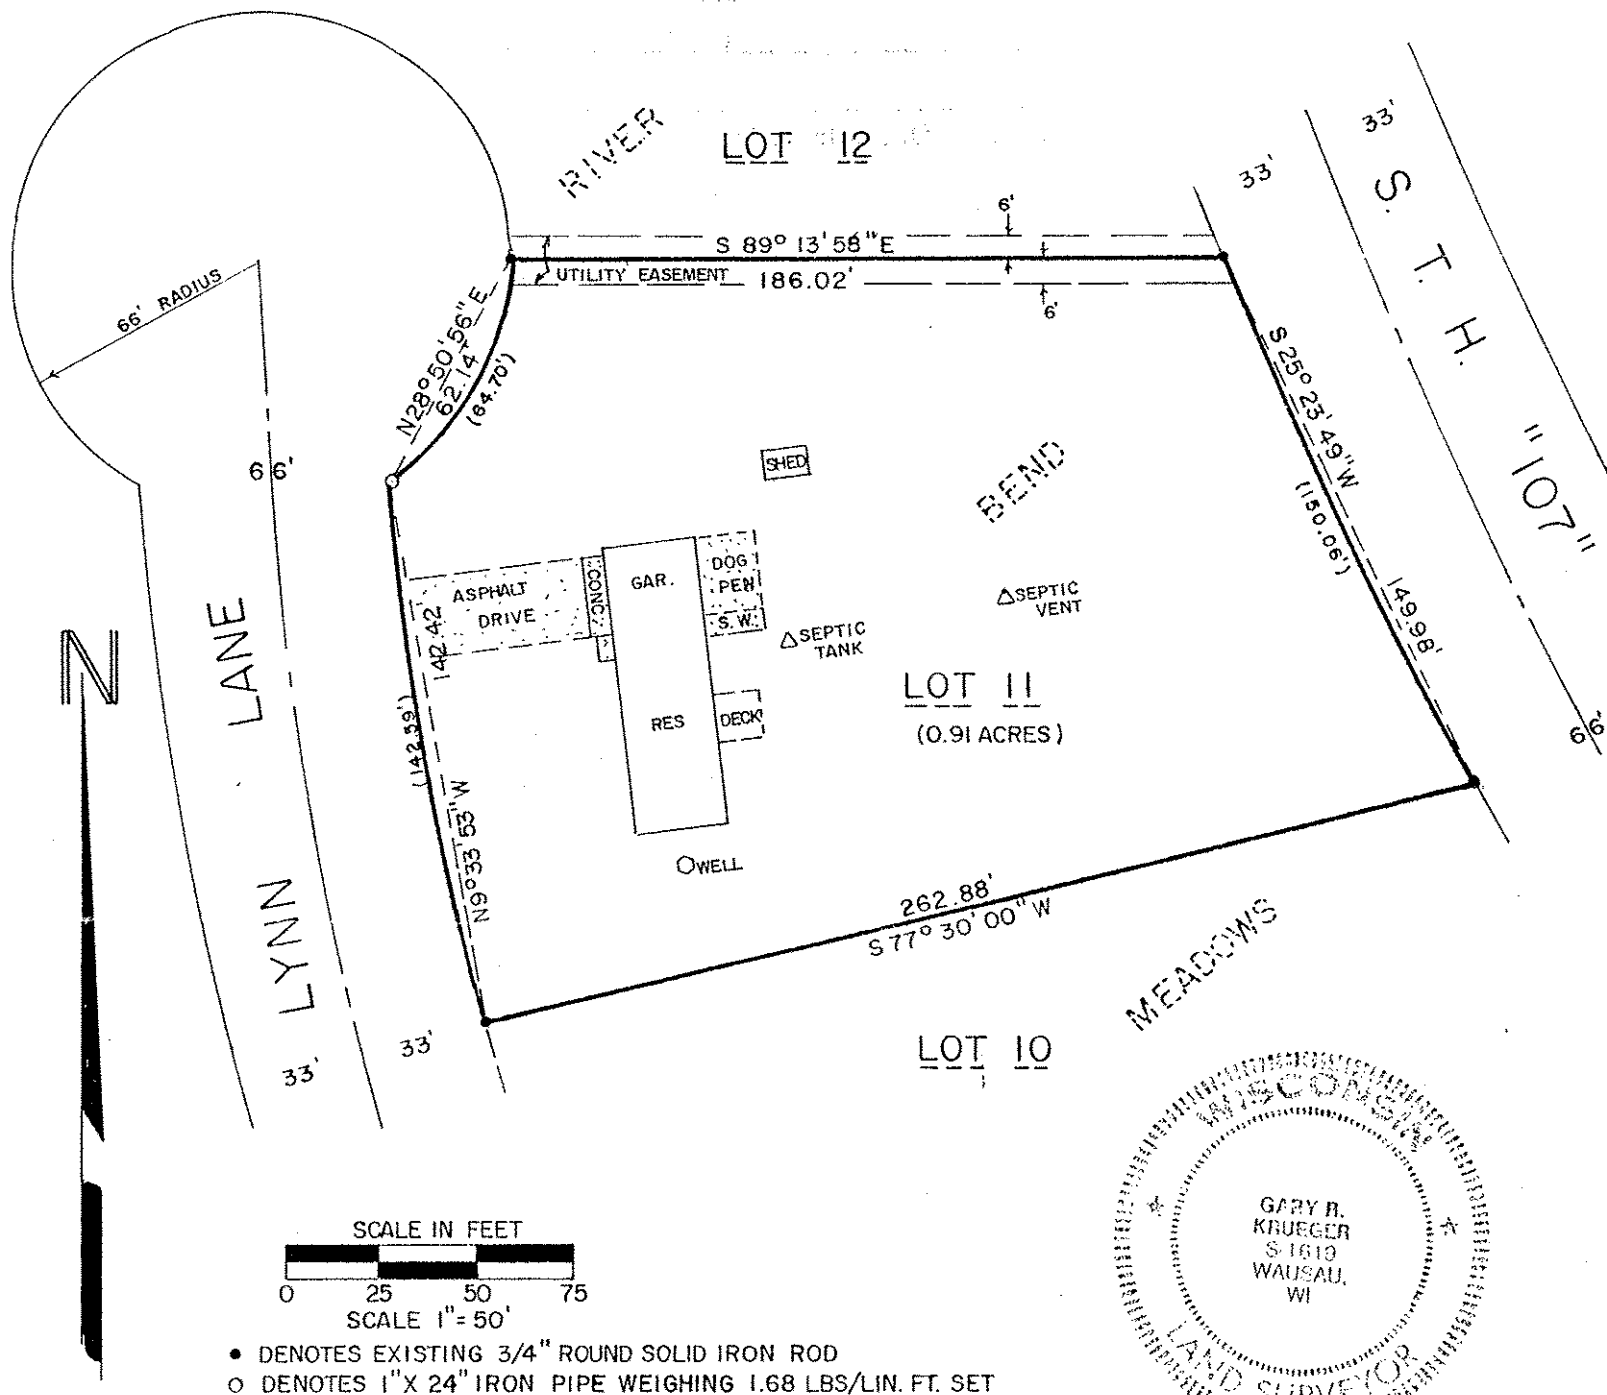 RIVER
LOT 12
33'
33'
S. T. H. "107"
6'
S 89° 13' 58" E
UTILITY EASEMENT
186.02'
6'
66' RADIUS
N28° 50' 56" E
62.14'
(64.70')
S 25° 23' 49" W
(150.06')
149.98'
66'
66'
SHED
BEND
ASPHALT
DRIVE
CONC.
GAR.
DOG
PEN
S.W.
SEPTIC
TANK
SEPTIC
VENT
142.42
(142.59')
N9° 33' 53" W
LOT 11
(0.91 ACRES)
RES
DECK
WELL
N
LYNN LANE
262.88'
S 77° 30' 00" W
MEADOWS
33'
33'
LOT 10
SCALE IN FEET
0 25 50 75
SCALE 1"= 50'
● DENOTES EXISTING 3/4" ROUND SOLID IRON ROD
○ DENOTES 1" X 24" IRON PIPE WEIGHING 1.68 LBS/LIN. FT. SET
WISCONSIN
GARY R.
KRUEGER
S-1619
WAUSAU,
WI
LAND SURVEYOR